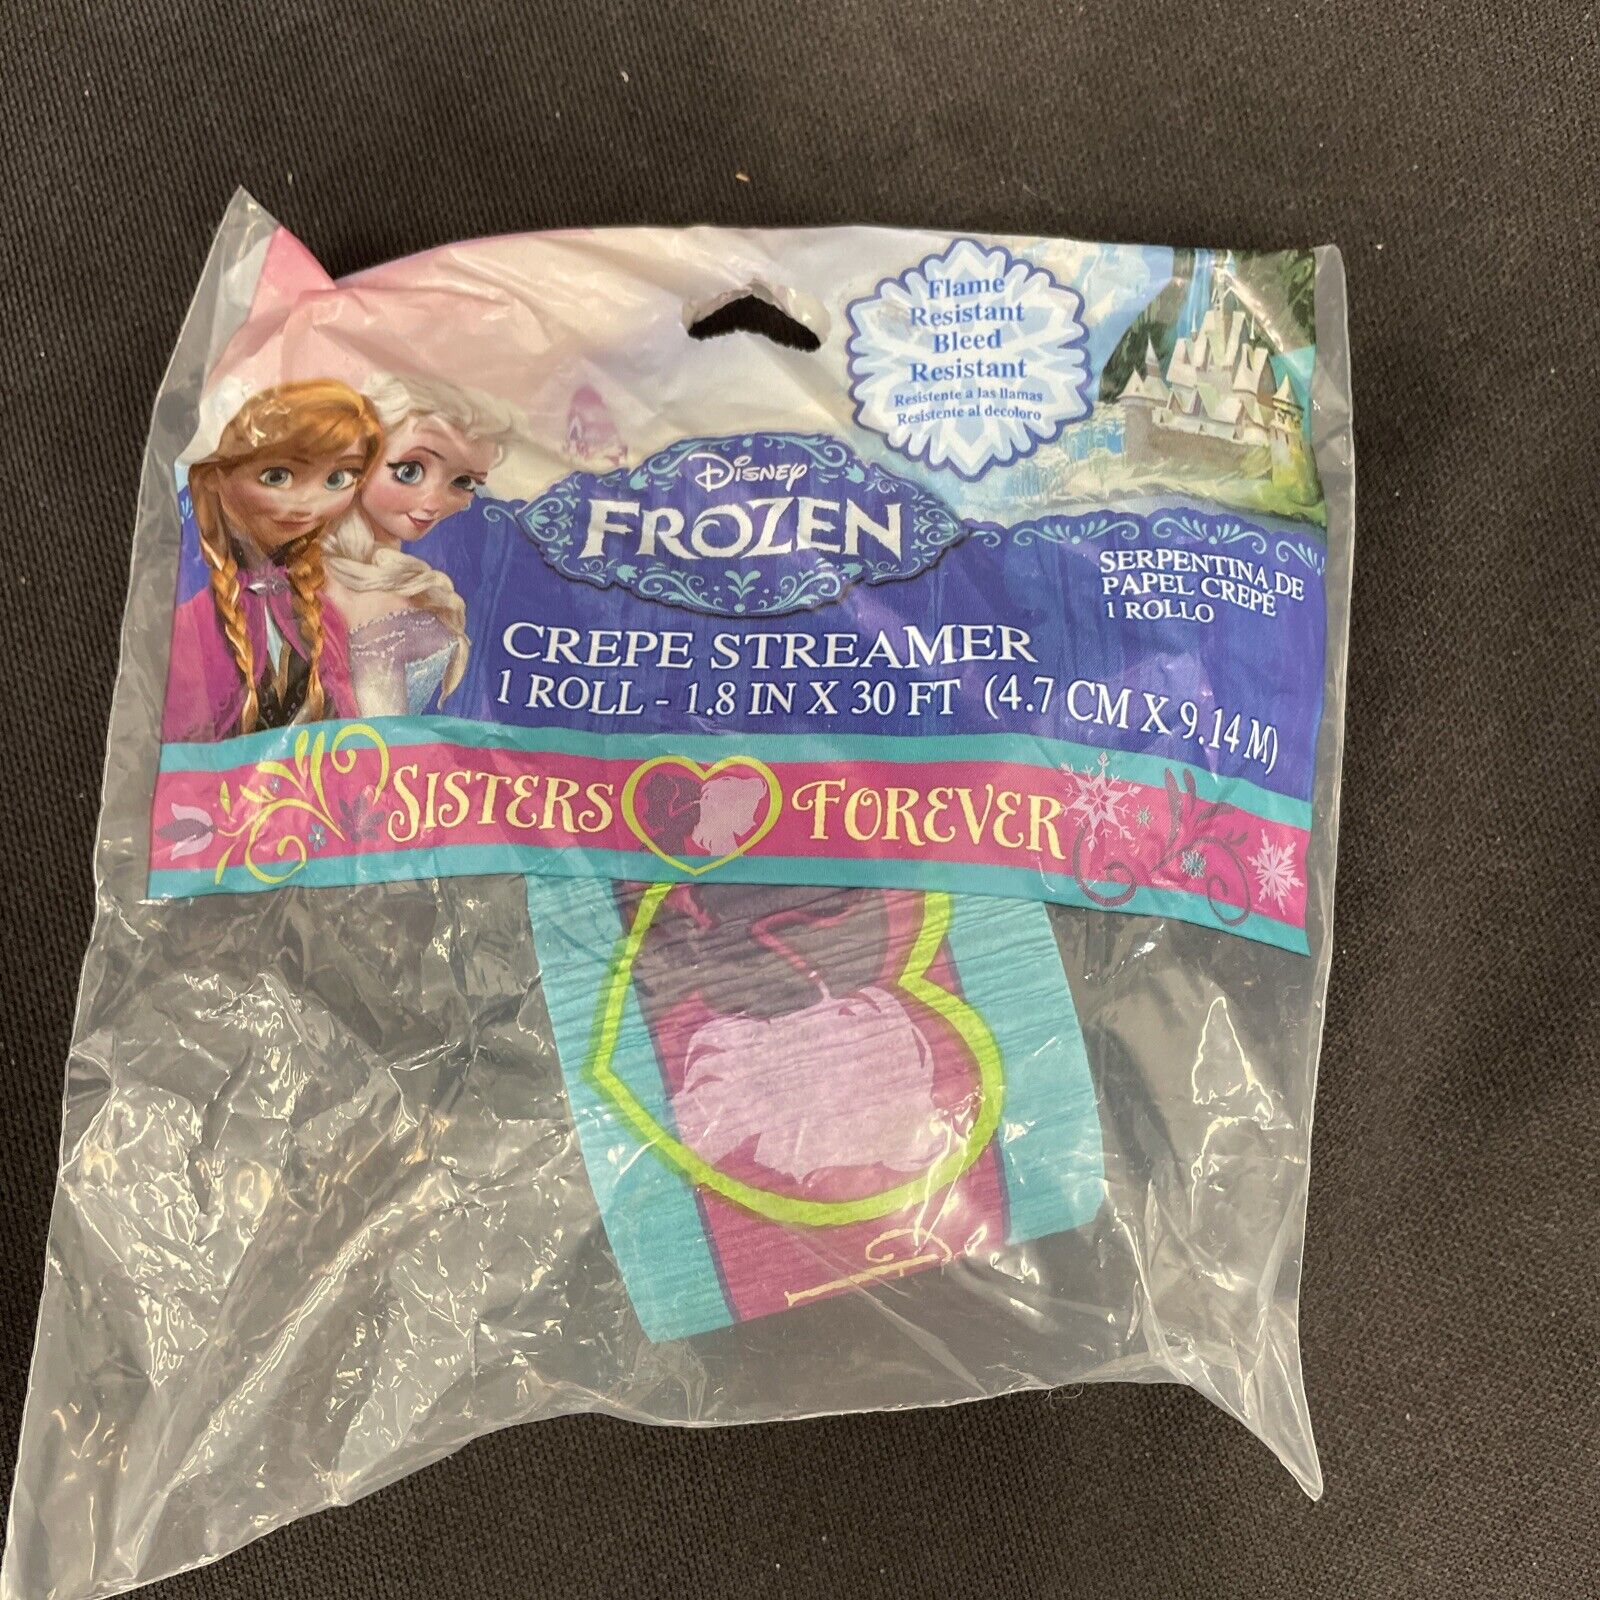 Flame
Resistant
Bleed
Resistant
Resistente a las llamas
Resistente al decoloro
Disney
FROZEN
SERPENTINA DE
PAPEL CREPÉ
1 ROLLO
CREPE STREAMER
1 ROLL - 1.8 IN X 30 FT (4.7 CM X 9.14 M)
SISTERS FOREVER